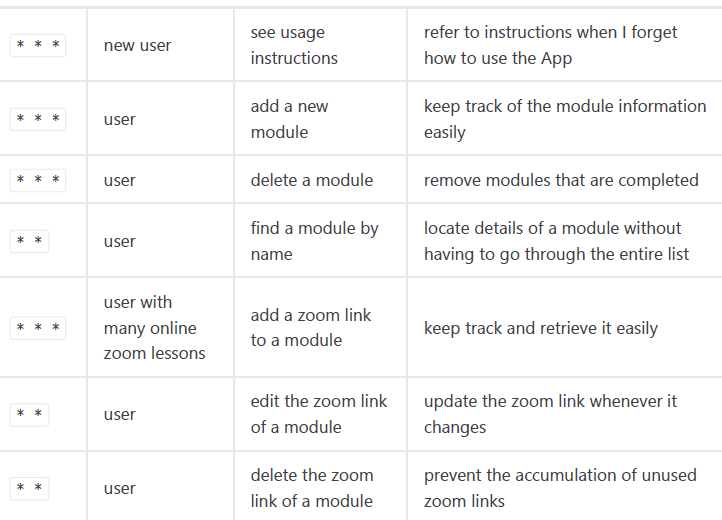 * * *
new user
see usage
instructions
refer to instructions when I forget
how to use the App
* * *
user
add a new
module
keep track of the module information
easily
* * *
user
delete a module
remove modules that are completed
* *
user
find a module by
name
locate details of a module without
having to go through the entire list
* * *
user with
many online
zoom lessons
add a zoom link
to a module
keep track and retrieve it easily
* *
user
edit the zoom link
of a module
update the zoom link whenever it
changes
* *
user
delete the zoom
link of a module
prevent the accumulation of unused
zoom links